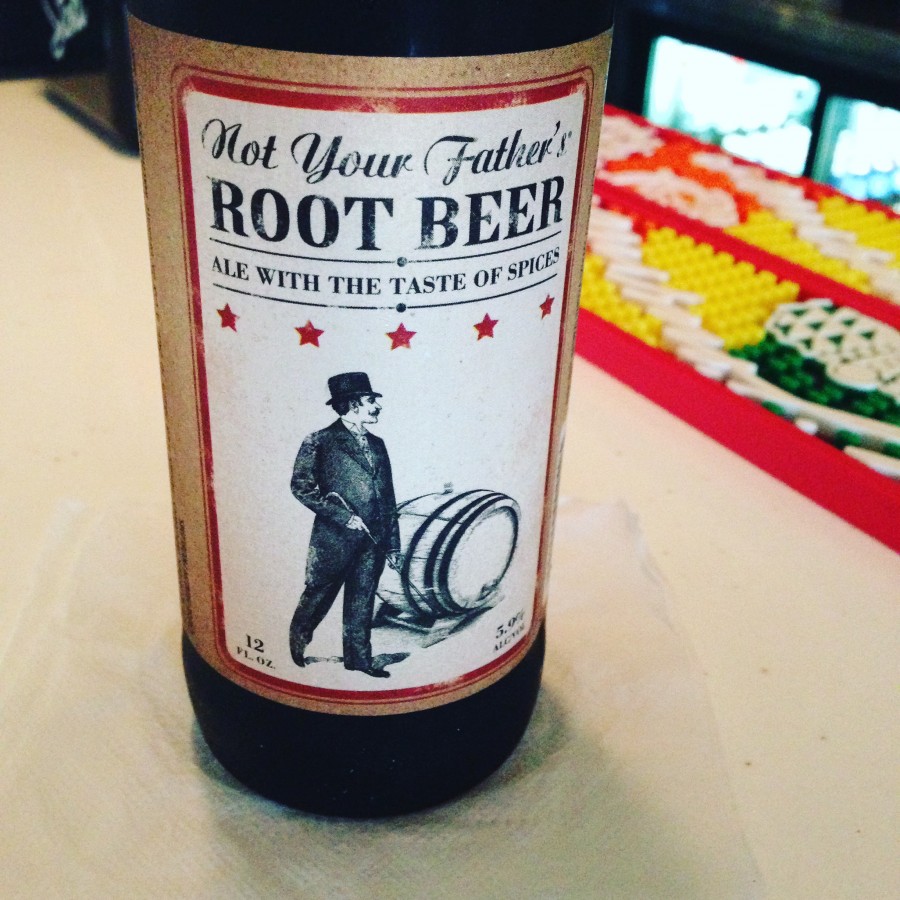 Not Your Father's
ROOT BEER
ALE WITH THE TASTE OF SPICES
12
FL. OZ.
5.9%
ALC/VOL